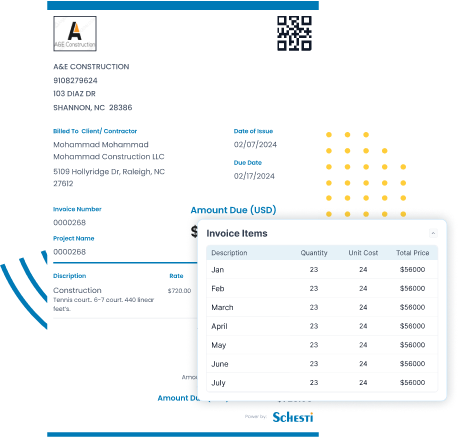 A&E Construction
A&E CONSTRUCTION
9108279624
103 DIAZ DR
SHANNON, NC 28386
Billed To Client/ Contractor
Mohammad Mohammad
Mohammad Construction LLC
5109 Hollyridge Dr, Raleigh, NC
27612
Date of Issue
02/07/2024
Due Date
02/17/2024
Invoice Number
0000268
Project Name
0000268
Amount Due (USD)
$
Discription Rate
Construction $720.00
Tennis court.. 6-7 court. 440 linear
feet's.
Invoice Items
Description Quantity Unit Cost Total Price
Jan 23 24 $56000
Feb 23 24 $56000
March 23 24 $56000
April 23 24 $56000
May 23 24 $56000
June 23 24 $56000
July 23 24 $56000
Amount Du
Power by SCHESTI